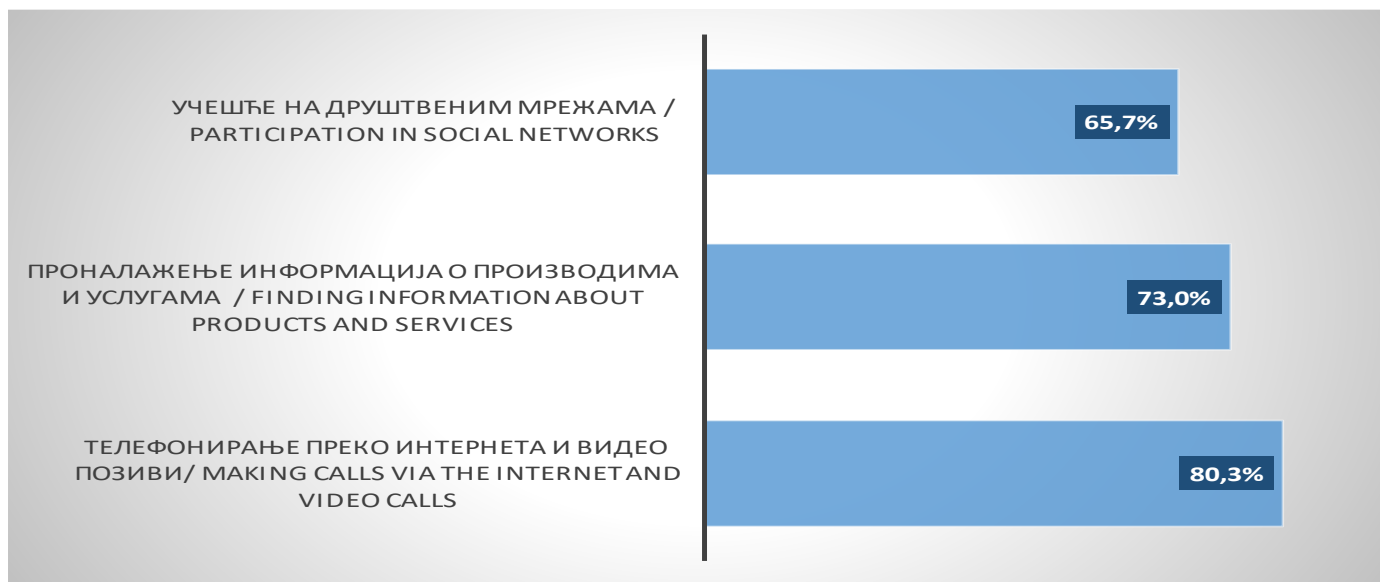 УЧЕШЋЕ НА ДРУШТВЕНИМ МРЕЖАМА /
PARTICIPATION IN SOCIAL NETWORKS
65,7%
ПРОНАЛАЖЕЊЕ ИНФОРМАЦИЈА О ПРОИЗВОДИМА
И УСЛУГАМА / FINDING INFORMATION ABOUT
PRODUCTS AND SERVICES
73,0%
ТЕЛЕФОНИРАЊЕ ПРЕКО ИНТЕРНЕТА И ВИДЕО
ПОЗИВИ/ MAKING CALLS VIA THE INTERNET AND
VIDEO CALLS
80,3%